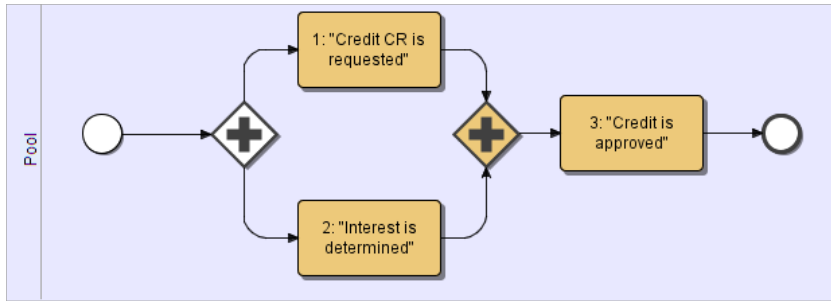 Pool
1: "Credit CR is
requested"
2: "Interest is
determined"
3: "Credit is
approved"